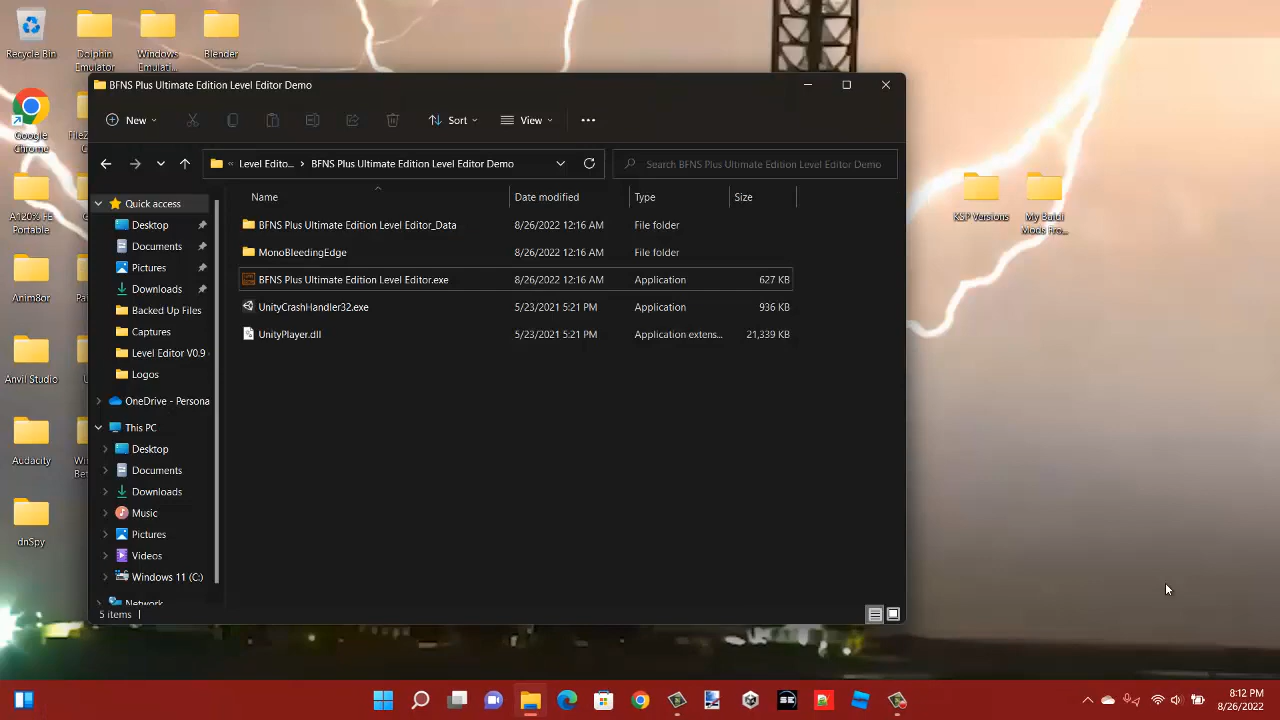 Recycle Bin
Dolphin
Emulator
Windows
Emulati...
Blender
BFNS Plus Ultimate Edition Level Editor Demo
New
Sort
View
Google
Chrome
Level Edito...
BFNS Plus Ultimate Edition Level Editor Demo
Search BFNS Plus Ultimate Edition Level Editor Demo
Name
Date modified
Type
Size
Quick access
Desktop
Documents
Pictures
Downloads
Backed Up Files
Captures
Level Editor V0.9
Logos
OneDrive - Persona
This PC
Desktop
Documents
Downloads
Music
Pictures
Videos
Windows 11 (C:)
Network
BFNS Plus Ultimate Edition Level Editor_Data 8/26/2022 12:16 AM File folder
MonoBleedingEdge 8/26/2022 12:16 AM File folder
BFNS Plus Ultimate Edition Level Editor.exe 8/26/2022 12:16 AM Application 627 KB
UnityCrashHandler32.exe 5/23/2021 5:21 PM Application 936 KB
UnityPlayer.dll 5/23/2021 5:21 PM Application extens... 21,339 KB
5 items
A120% FE
Portable
Anim8or
Anvil Studio
Audacity
dnSpy
KSP Versions
My Baldi
Mods Fro...
8:12 PM
8/26/2022